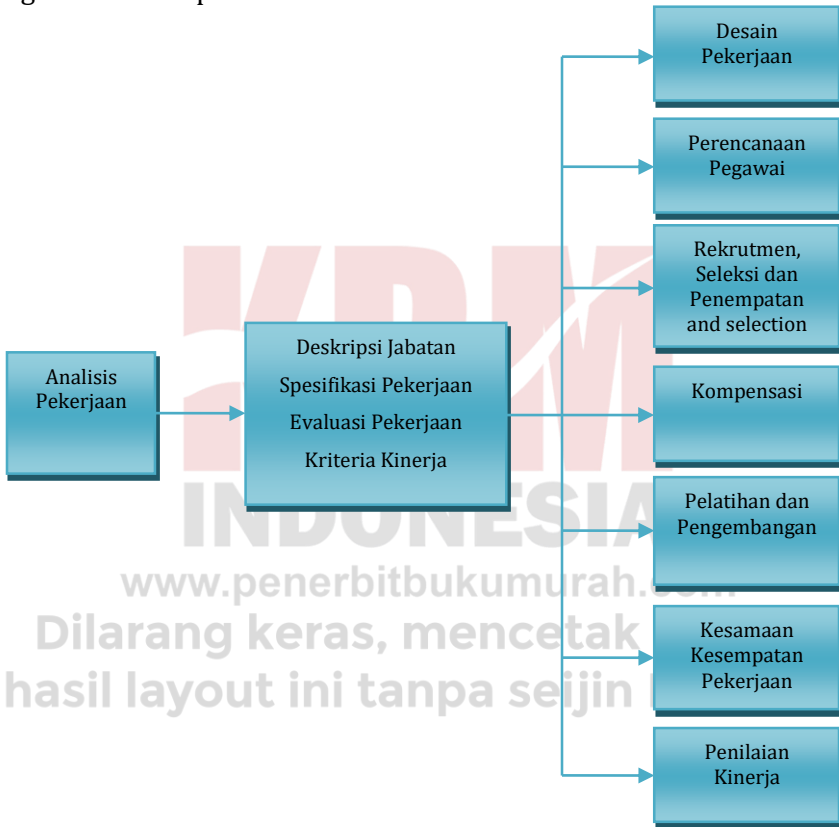 Desain
Pekerjaan
Perencanaan
Pegawai
Rekrutmen,
Seleksi dan
Penempatan
and selection
Analisis
Pekerjaan
Deskripsi Jabatan
Spesifikasi Pekerjaan
Evaluasi Pekerjaan
Kriteria Kinerja
Kompensasi
Pelatihan dan
Pengembangan
Kesamaan
Kesempatan
Pekerjaan
Penilaian
Kinerja
INDONESIA
www.penerbitbukumurah.com
Dilarang keras, mencetak
hasil layout ini tanpa seijin